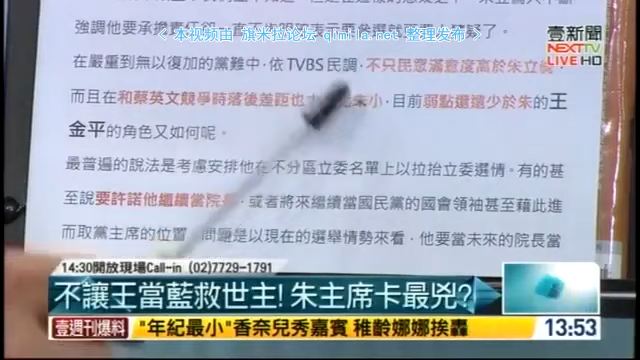 < 本视频由 旗米拉论坛 qimila.net 整理发布 >
壹新聞
NEXTTV
LIVE HD
強調他要承擔
在嚴重到無以復加的黨難中，依TVBS民調，不只民眾滿意度高於朱立倫，
而且在和蔡英文競爭時落後差距也 朱小，目前弱點還遠少於朱的王
金平的角色又如何呢。
最普遍的說法是考慮安排他在不分區立委名單上以拉抬立委選情。有的甚
至說要許諾他繼續當院長，或者將來繼續當國民黨的國會領袖甚至藉此進
而取黨主席的位置，問題是以現在的選舉情勢來看，他要當未來的院長當
14:30開放現場Call-in (02)7729-1791
不讓王當藍救世主! 朱主席卡最兇?
壹週刊爆料 "年紀最小"香奈兒秀嘉賓 稚齡娜娜挨轟 13:53